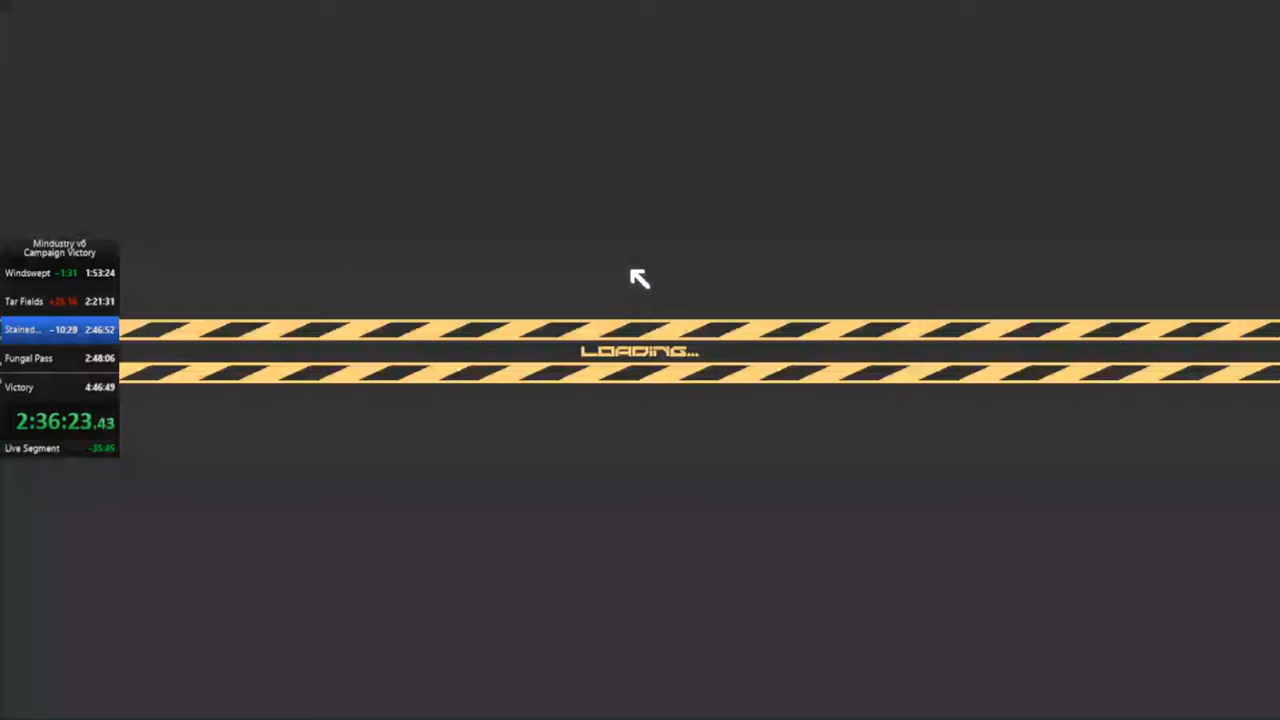 Mindustry v6
Campaign Victory
Windswept -1:31 1:53:24
Tar Fields +26:16 2:21:31
Stained... -10:29 2:46:52
Fungal Pass 2:48:06
Victory 4:46:49
2:36:23.43
Live Segment -35:45
LOADING...